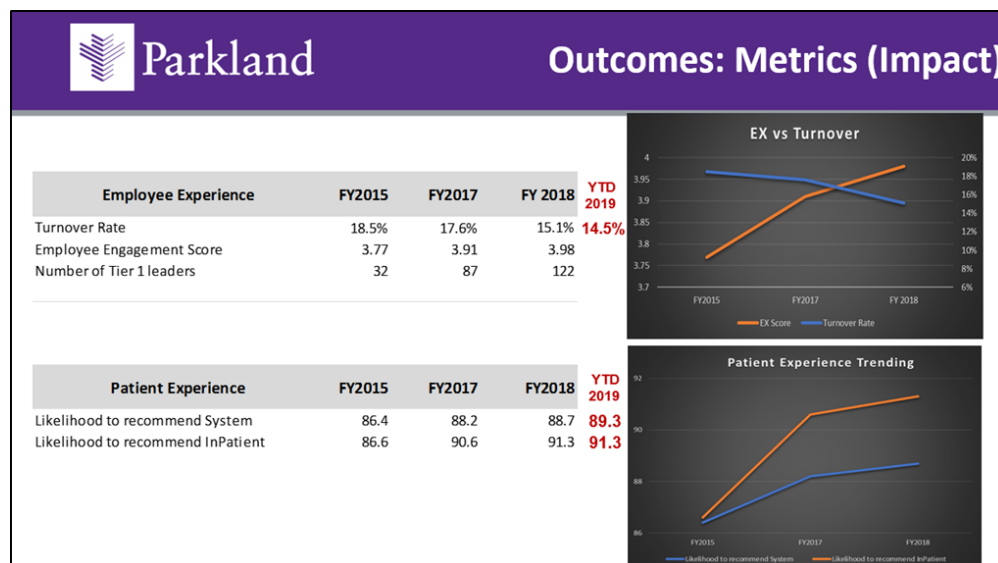 Parkland
Outcomes: Metrics (Impact)
Employee Experience FY2015 FY2017 FY 2018 YTD 2019
Turnover Rate 18.5% 17.6% 15.1% 14.5%
Employee Engagement Score 3.77 3.91 3.98
Number of Tier 1 leaders 32 87 122
EX vs Turnover
4 20%
3.95 18%
3.9 16%
3.85 14%
3.8 12%
3.75 10%
3.7 8%
6%
FY2015 FY2017 FY 2018
EX Score Turnover Rate
Patient Experience FY2015 FY2017 FY2018 YTD 2019
Likelihood to recommend System 86.4 88.2 88.7 89.3
Likelihood to recommend InPatient 86.6 90.6 91.3 91.3
Patient Experience Trending
92
90
88
86
FY2015 FY2017 FY2018
Likelihood to recommend System Likelihood to recommend InPatient